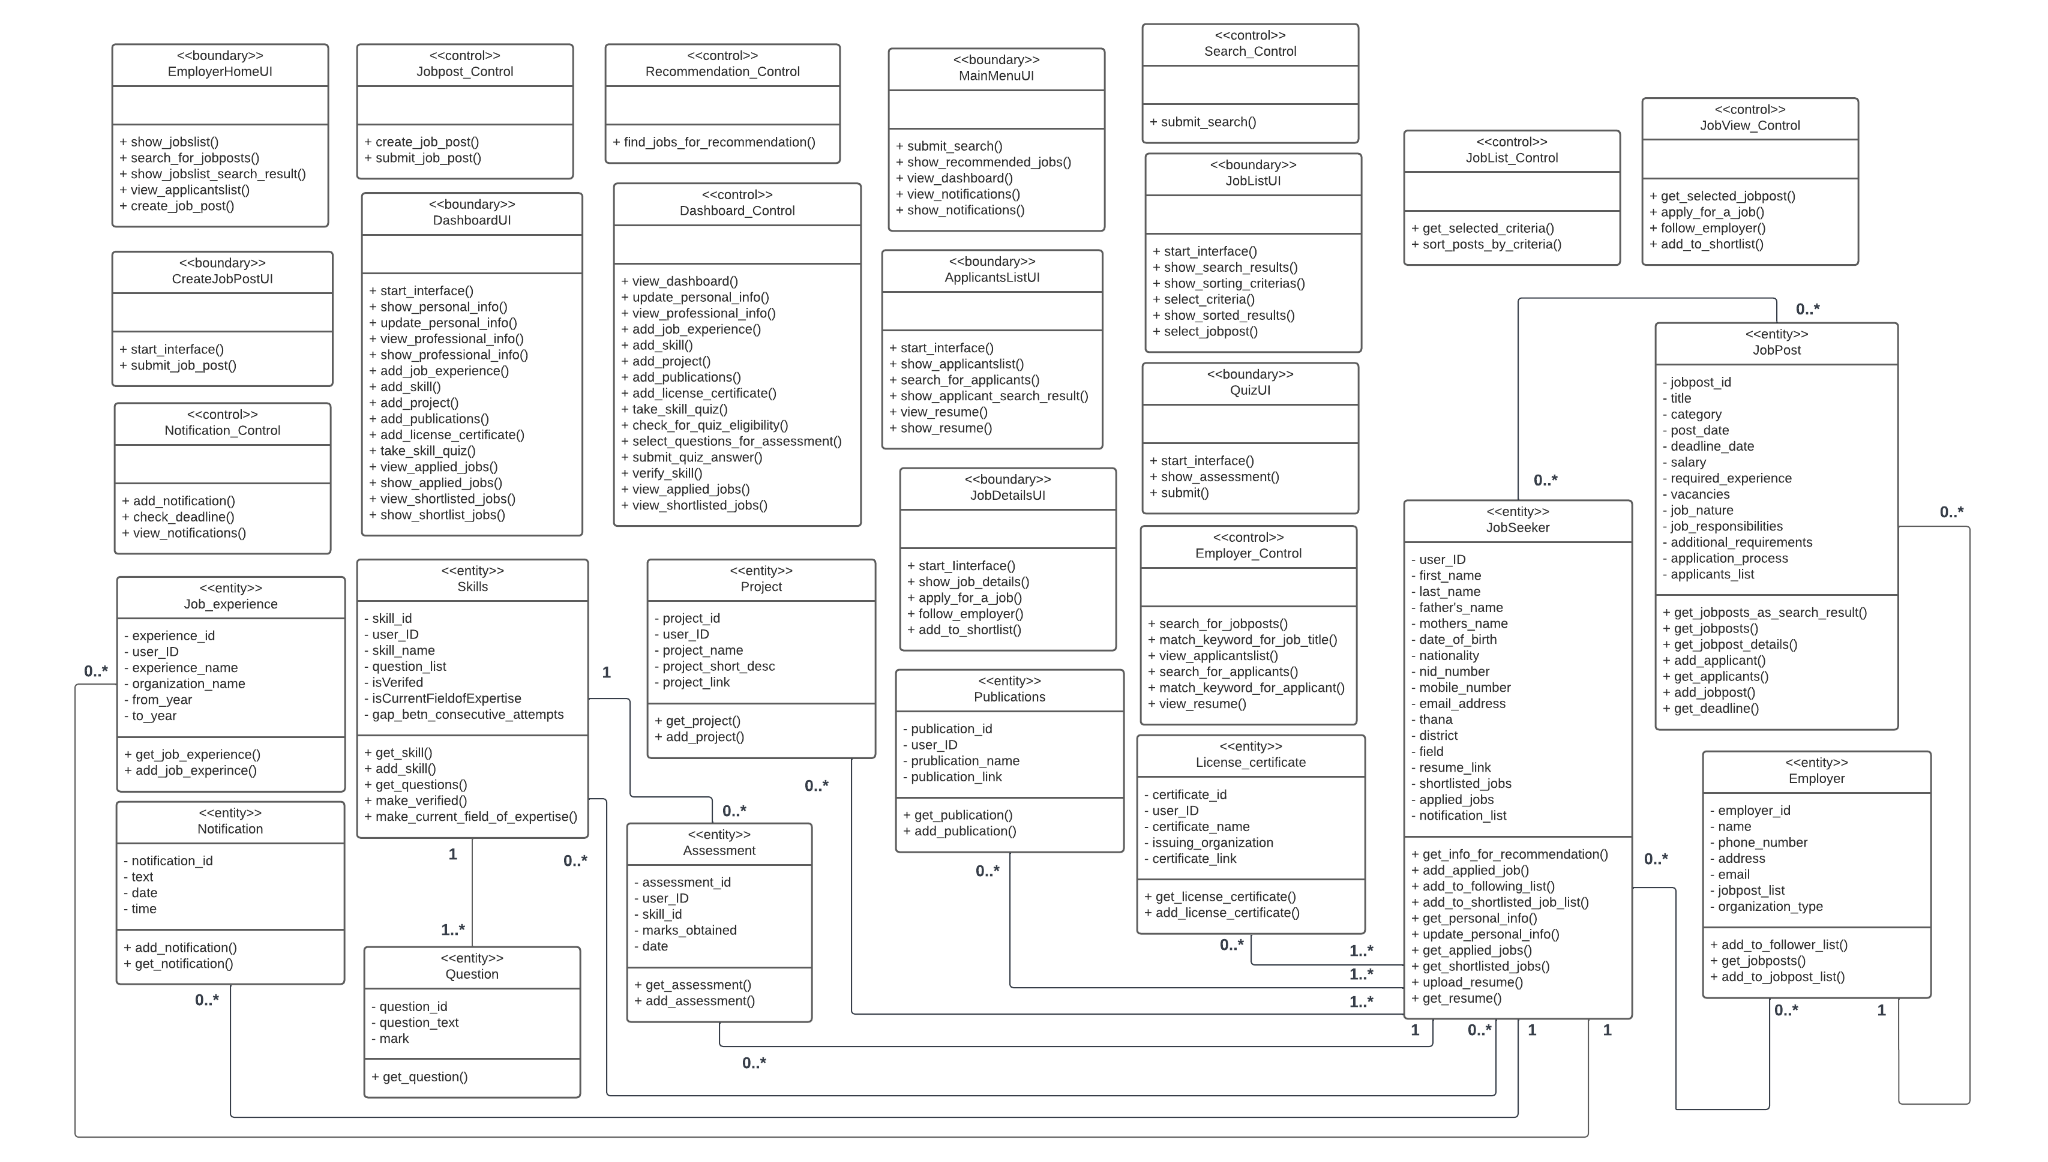 <<boundary>>
EmployerHomeUI
+ show_jobslist()
+ search_for_jobposts()
+ show_jobslist_search_result()
+ view_applicantslist()
+ create_job_post()
<<control>>
Jobpost_Control
+ create_job_post()
+ submit_job_post()
<<control>>
Recommendation_Control
+ find_jobs_for_recommendation()
<<boundary>>
MainMenuUI
+ submit_search()
+ show_recommended_jobs()
+ view_dashboard()
+ view_notifications()
+ show_notifications()
<<control>>
Search_Control
+ submit_search()
<<control>>
JobList_Control
+ get_selected_criteria()
+ sort_posts_by_criteria()
<<control>>
JobView_Control
+ get_selected_jobpost()
+ apply_for_a_job()
+ follow_employer()
+ add_to_shortlist()
<<boundary>>
CreateJobPostUI
+ start_interface()
+ submit_job_post()
<<boundary>>
DashboardUI
+ start_interface()
+ show_personal_info()
+ update_personal_info()
+ view_professional_info()
+ show_professional_info()
+ add_job_experience()
+ add_skill()
+ add_project()
+ add_publications()
+ add_license_certificate()
+ take_skill_quiz()
+ view_applied_jobs()
+ show_applied_jobs()
+ view_shortlisted_jobs()
+ show_shortlist_jobs()
<<control>>
Dashboard_Control
+ view_dashboard()
+ update_personal_info()
+ view_professional_info()
+ add_job_experience()
+ add_skill()
+ add_project()
+ add_publications()
+ add_license_certificate()
+ take_skill_quiz()
+ check_for_quiz_eligibility()
+ select_questions_for_assessment()
+ submit_quiz_answer()
+ verify_skill()
+ view_applied_jobs()
+ view_shortlisted_jobs()
<<boundary>>
ApplicantsListUI
+ start_interface()
+ show_applicantslist()
+ search_for_applicants()
+ show_applicant_search_result()
+ view_resume()
+ show_resume()
<<boundary>>
JobListUI
+ start_interface()
+ show_search_results()
+ show_sorting_criterias()
+ select_criteria()
+ show_sorted_results()
+ select_jobpost()
<<boundary>>
QuizUI
+ start_interface()
+ show_assessment()
+ submit()
0..*
<<entity>>
JobPost
- jobpost_id
- title
- category
- post_date
- deadline_date
- salary
- required_experience
- vacancies
- job_nature
- job_responsibilities
- additional_requirements
- application_process
- applicants_list
+ get_jobposts_as_search_result()
+ get_jobposts()
+ get_jobpost_details()
+ add_applicant()
+ get_applicants()
+ add_jobpost()
+ get_deadline()
0..*
<<control>>
Notification_Control
+ add_notification()
+ check_deadline()
+ view_notifications()
<<boundary>>
JobDetailsUI
+ start_Iinterface()
+ show_job_details()
+ apply_for_a_job()
+ follow_employer()
+ add_to_shortlist()
<<control>>
Employer_Control
+ search_for_jobposts()
+ match_keyword_for_job_title()
+ view_applicantslist()
+ search_for_applicants()
+ match_keyword_for_applicant()
+ view_resume()
0..*
<<entity>>
JobSeeker
- user_ID
- first_name
- last_name
- father's_name
- mothers_name
- date_of_birth
- nationality
- nid_number
- mobile_number
- email_address
- thana
- district
- field
- resume_link
- shortlisted_jobs
- applied_jobs
- notification_list
+ get_info_for_recommendation()
+ add_applied_job()
+ add_to_following_list()
+ add_to_shortlisted_job_list()
+ get_personal_info()
+ update_personal_info()
+ get_applied_jobs()
+ get_shortlisted_jobs()
+ upload_resume()
+ get_resume()
0..*
<<entity>>
Job_experience
- experience_id
- user_ID
- experience_name
- organization_name
- from_year
- to_year
+ get_job_experience()
+ add_job_experince()
0..*
<<entity>>
Skills
- skill_id
- user_ID
- skill_name
- question_list
- isVerifed
- isCurrentFieldofExpertise
- gap_betn_consecutive_attempts
+ get_skill()
+ add_skill()
+ get_questions()
+ make_verified()
+ make_current_field_of_expertise()
1
<<entity>>
Project
- project_id
- user_ID
- project_name
- project_short_desc
- project_link
+ get_project()
+ add_project()
0..*
<<entity>>
Publications
- publication_id
- user_ID
- prublication_name
- publication_link
+ get_publication()
+ add_publication()
0..*
<<entity>>
License_certificate
- certificate_id
- user_ID
- certificate_name
- issuing_organization
- certificate_link
+ get_license_certificate()
+ add_license_certificate()
0..*
1..*
1..*
1..*
<<entity>>
Employer
- employer_id
- name
- phone_number
- address
- email
- jobpost_list
- organization_type
+ add_to_follower_list()
+ get_jobposts()
+ add_to_jobpost_list()
0..*
1
<<entity>>
Notification
- notification_id
- text
- date
- time
+ add_notification()
+ get_notification()
0..*
1
0..*
1..*
<<entity>>
Question
- question_id
- question_text
- mark
+ get_question()
0..*
<<entity>>
Assessment
- assessment_id
- user_ID
- skill_id
- marks_obtained
- date
+ get_assessment()
+ add_assessment()
0..*
1
0..*
1
1